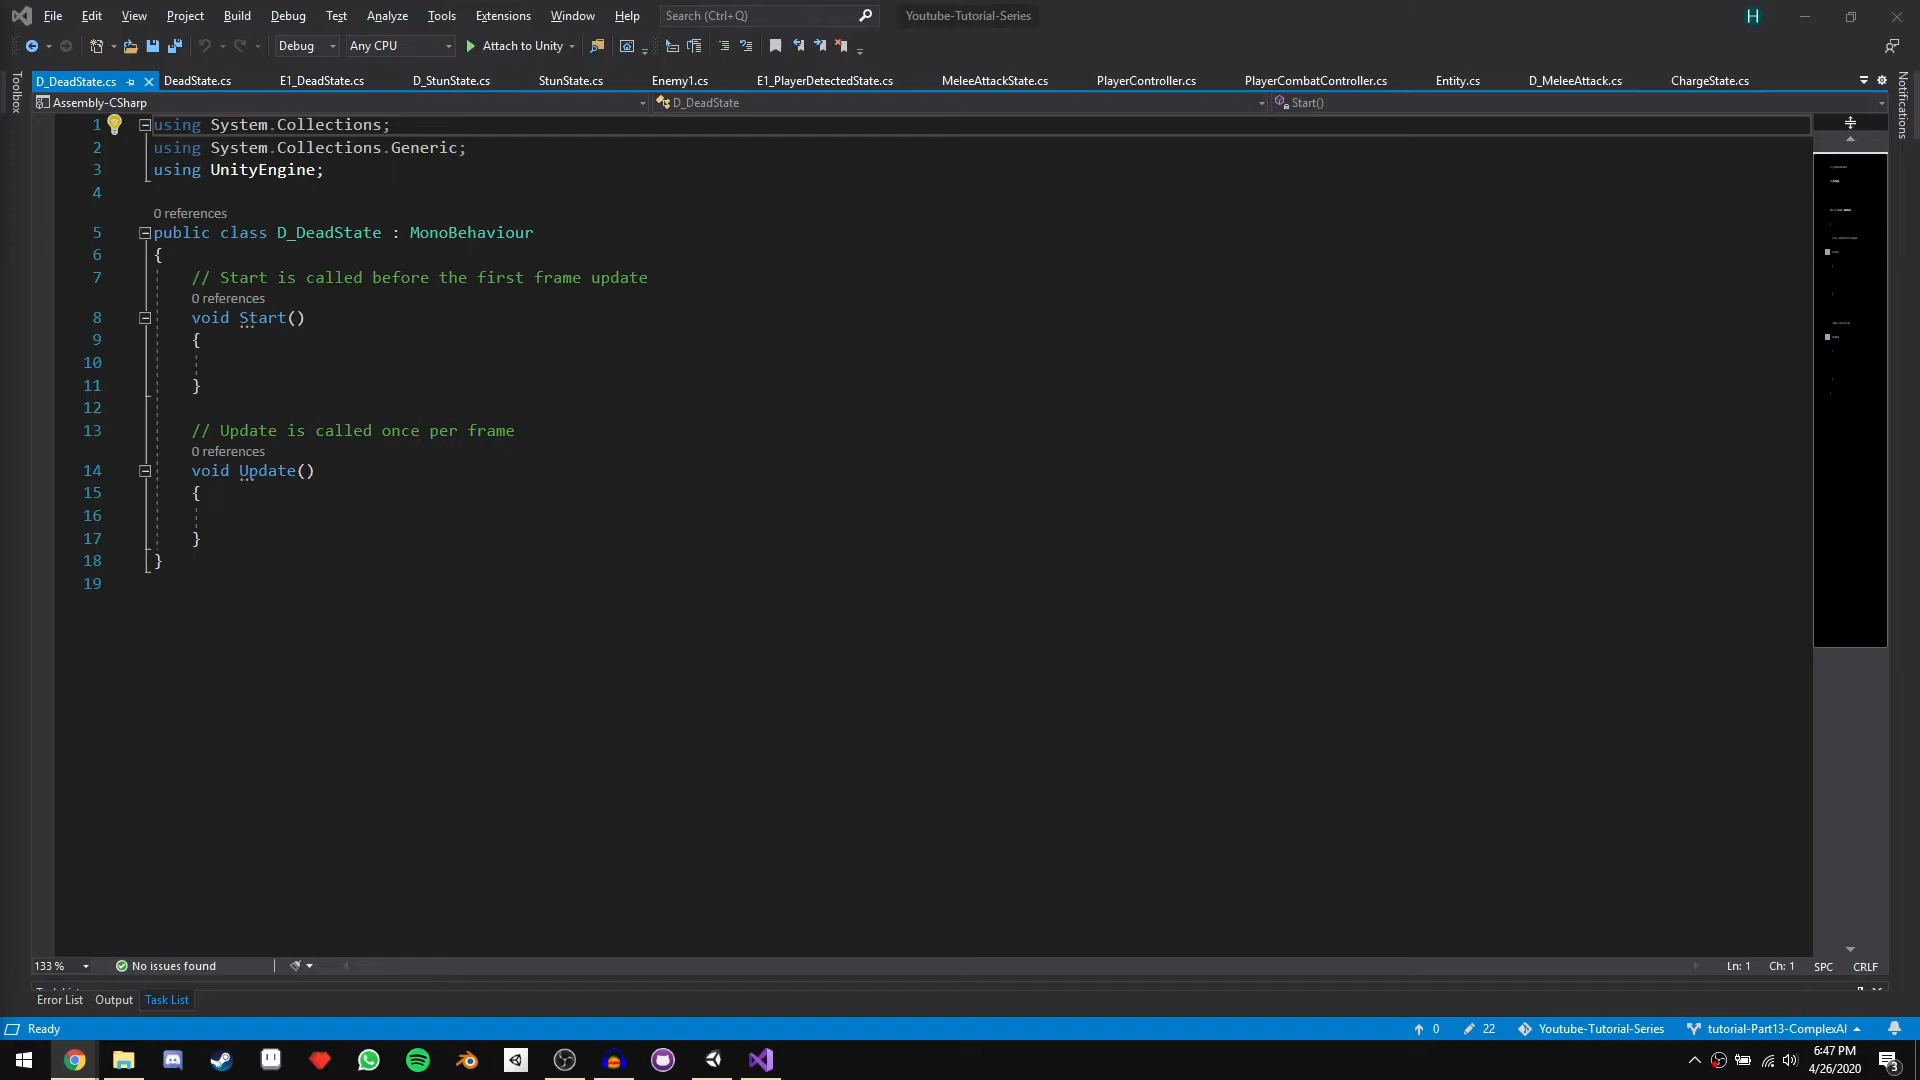 File Edit View Project Build Debug Test Analyze Tools Extensions Window Help Search (Ctrl+Q) Youtube-Tutorial-Series H
Debug Any CPU Attach to Unity
Toolbox
D_DeadState.cs DeadState.cs E1_DeadState.cs D_StunState.cs StunState.cs Enemy1.cs E1_PlayerDetectedState.cs MeleeAttackState.cs PlayerController.cs PlayerCombatController.cs Entity.cs D_MeleeAttack.cs ChargeState.cs
Notifications
Assembly-CSharp D_DeadState Start()
1 using System.Collections;
2 using System.Collections.Generic;
3 using UnityEngine;
4
0 references
5 public class D_DeadState : MonoBehaviour
6 {
7 // Start is called before the first frame update
0 references
8 void Start()
9 {
10
11 }
12
13 // Update is called once per frame
0 references
14 void Update()
15 {
16
17 }
18 }
19
133 % No issues found Ln: 1 Ch: 1 SPC CRLF
Error List Output Task List
Ready 0 22 Youtube-Tutorial-Series tutorial-Part13-ComplexAI
6:47 PM
4/26/2020
3